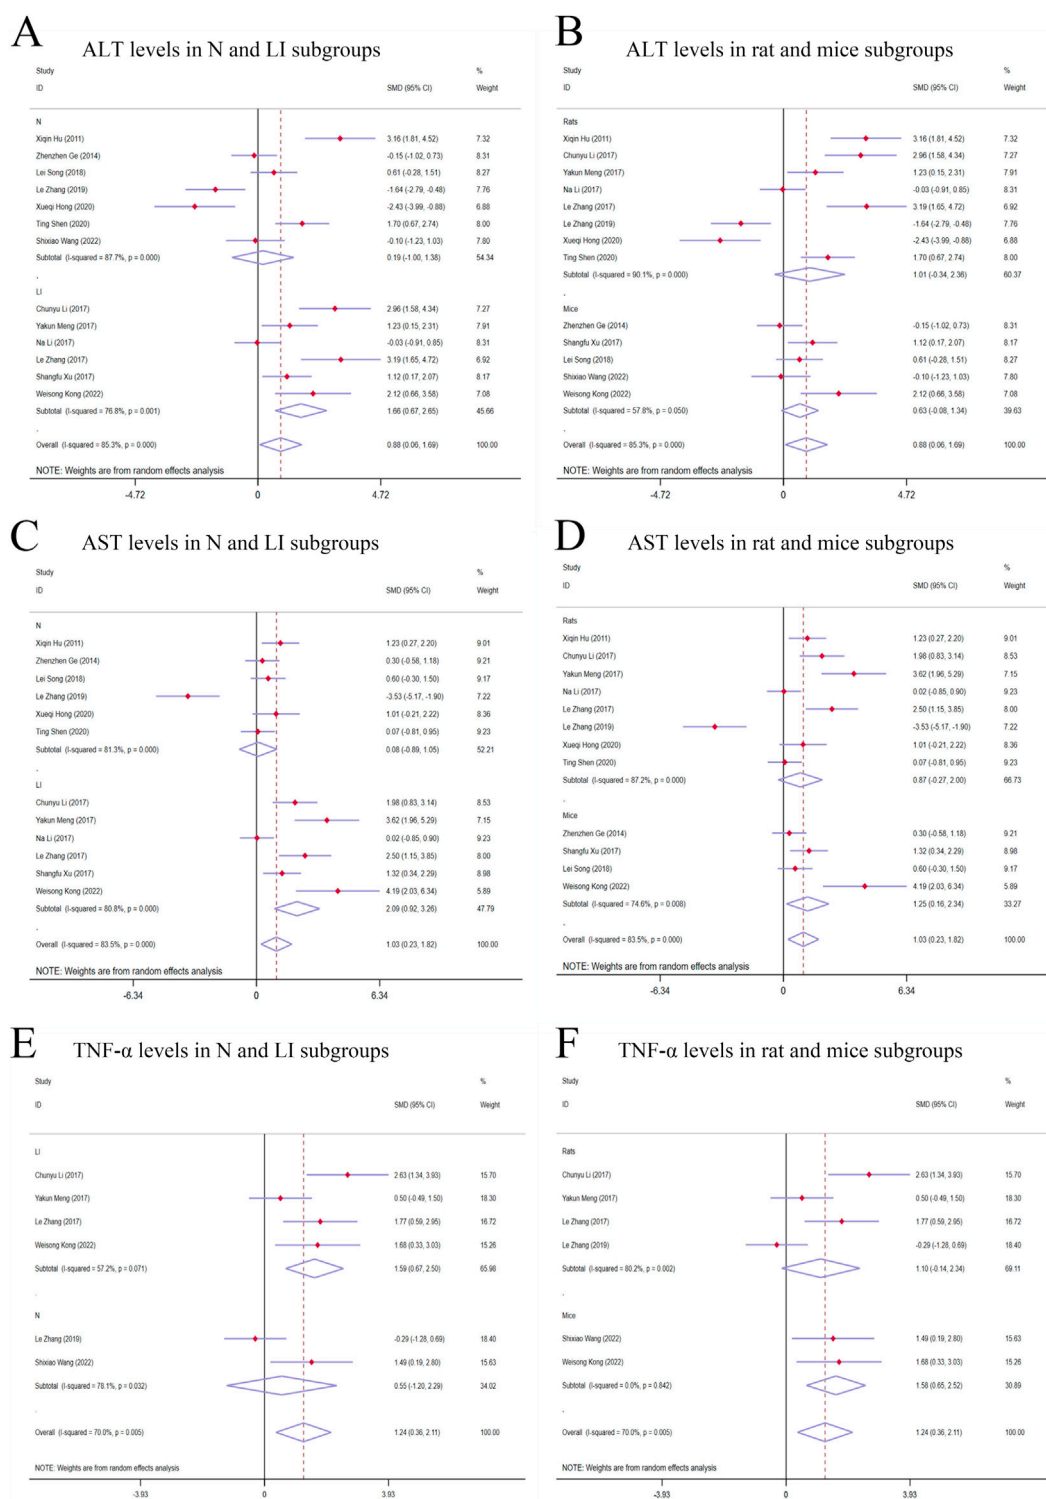 A
ALT levels in N and LI subgroups
Study %
ID SMD (95% CI) Weight
N
Xiqin Hu (2011) 3.16 (1.81, 4.52) 7.32
Zhenzhen Ge (2014) -0.15 (-1.02, 0.73) 8.31
Lei Song (2018) 0.61 (-0.28, 1.51) 8.27
Le Zhang (2019) -1.64 (-2.79, -0.48) 7.76
Xueqi Hong (2020) -2.43 (-3.99, -0.88) 6.88
Ting Shen (2020) 1.70 (0.67, 2.74) 8.00
Shixiao Wang (2022) -0.10 (-1.23, 1.03) 7.80
Subtotal (I-squared = 87.7%, p = 0.000) 0.19 (-1.00, 1.38) 54.34
.
LI
Chunyu Li (2017) 2.96 (1.58, 4.34) 7.27
Yakun Meng (2017) 1.23 (0.15, 2.31) 7.91
Na Li (2017) -0.03 (-0.91, 0.85) 8.31
Le Zhang (2017) 3.19 (1.65, 4.72) 6.92
Shangfu Xu (2017) 1.12 (0.17, 2.07) 8.17
Weisong Kong (2022) 2.12 (0.66, 3.58) 7.08
Subtotal (I-squared = 76.8%, p = 0.001) 1.66 (0.67, 2.65) 45.66
.
Overall (I-squared = 85.3%, p = 0.000) 0.88 (0.06, 1.69) 100.00
NOTE: Weights are from random effects analysis
-4.72 0 4.72
B
ALT levels in rat and mice subgroups
Study %
ID SMD (95% CI) Weight
Rats
Xiqin Hu (2011) 3.16 (1.81, 4.52) 7.32
Chunyu Li (2017) 2.96 (1.58, 4.34) 7.27
Yakun Meng (2017) 1.23 (0.15, 2.31) 7.91
Na Li (2017) -0.03 (-0.91, 0.85) 8.31
Le Zhang (2017) 3.19 (1.65, 4.72) 6.92
Le Zhang (2019) -1.64 (-2.79, -0.48) 7.76
Xueqi Hong (2020) -2.43 (-3.99, -0.88) 6.88
Ting Shen (2020) 1.70 (0.67, 2.74) 8.00
Subtotal (I-squared = 90.1%, p = 0.000) 1.01 (-0.34, 2.36) 60.37
.
Mice
Zhenzhen Ge (2014) -0.15 (-1.02, 0.73) 8.31
Shangfu Xu (2017) 1.12 (0.17, 2.07) 8.17
Lei Song (2018) 0.61 (-0.28, 1.51) 8.27
Shixiao Wang (2022) -0.10 (-1.23, 1.03) 7.80
Weisong Kong (2022) 2.12 (0.66, 3.58) 7.08
Subtotal (I-squared = 57.8%, p = 0.050) 0.63 (-0.08, 1.34) 39.63
.
Overall (I-squared = 85.3%, p = 0.000) 0.88 (0.06, 1.69) 100.00
NOTE: Weights are from random effects analysis
-4.72 0 4.72
C
AST levels in N and LI subgroups
Study %
ID SMD (95% CI) Weight
N
Xiqin Hu (2011) 1.23 (0.27, 2.20) 9.01
Zhenzhen Ge (2014) 0.30 (-0.58, 1.18) 9.21
Lei Song (2018) 0.60 (-0.30, 1.50) 9.17
Le Zhang (2019) -3.53 (-5.17, -1.90) 7.22
Xueqi Hong (2020) 1.01 (-0.21, 2.22) 8.36
Ting Shen (2020) 0.07 (-0.81, 0.95) 9.23
Subtotal (I-squared = 81.3%, p = 0.000) 0.08 (-0.89, 1.05) 52.21
.
LI
Chunyu Li (2017) 1.98 (0.83, 3.14) 8.53
Yakun Meng (2017) 3.62 (1.96, 5.29) 7.15
Na Li (2017) 0.02 (-0.85, 0.90) 9.23
Le Zhang (2017) 2.50 (1.15, 3.85) 8.00
Shangfu Xu (2017) 1.32 (0.34, 2.29) 8.98
Weisong Kong (2022) 4.19 (2.03, 6.34) 5.89
Subtotal (I-squared = 80.8%, p = 0.000) 2.09 (0.92, 3.26) 47.79
.
Overall (I-squared = 83.5%, p = 0.000) 1.03 (0.23, 1.82) 100.00
NOTE: Weights are from random effects analysis
-6.34 0 6.34
D
AST levels in rat and mice subgroups
Study %
ID SMD (95% CI) Weight
Rats
Xiqin Hu (2011) 1.23 (0.27, 2.20) 9.01
Chunyu Li (2017) 1.98 (0.83, 3.14) 8.53
Yakun Meng (2017) 3.62 (1.96, 5.29) 7.15
Na Li (2017) 0.02 (-0.85, 0.90) 9.23
Le Zhang (2017) 2.50 (1.15, 3.85) 8.00
Le Zhang (2019) -3.53 (-5.17, -1.90) 7.22
Xueqi Hong (2020) 1.01 (-0.21, 2.22) 8.36
Ting Shen (2020) 0.07 (-0.81, 0.95) 9.23
Subtotal (I-squared = 87.2%, p = 0.000) 0.87 (-0.27, 2.00) 66.73
.
Mice
Zhenzhen Ge (2014) 0.30 (-0.58, 1.18) 9.21
Shangfu Xu (2017) 1.32 (0.34, 2.29) 8.98
Lei Song (2018) 0.60 (-0.30, 1.50) 9.17
Weisong Kong (2022) 4.19 (2.03, 6.34) 5.89
Subtotal (I-squared = 74.6%, p = 0.008) 1.25 (0.16, 2.34) 33.27
.
Overall (I-squared = 83.5%, p = 0.000) 1.03 (0.23, 1.82) 100.00
NOTE: Weights are from random effects analysis
-6.34 0 6.34
E
TNF-α levels in N and LI subgroups
Study %
ID SMD (95% CI) Weight
LI
Chunyu Li (2017) 2.63 (1.34, 3.93) 15.70
Yakun Meng (2017) 0.50 (-0.49, 1.50) 18.30
Le Zhang (2017) 1.77 (0.59, 2.95) 16.72
Weisong Kong (2022) 1.68 (0.33, 3.03) 15.26
Subtotal (I-squared = 57.2%, p = 0.071) 1.59 (0.67, 2.50) 65.98
.
N
Le Zhang (2019) -0.29 (-1.28, 0.69) 18.40
Shixiao Wang (2022) 1.49 (0.19, 2.80) 15.63
Subtotal (I-squared = 78.1%, p = 0.032) 0.55 (-1.20, 2.29) 34.02
.
Overall (I-squared = 70.0%, p = 0.005) 1.24 (0.36, 2.11) 100.00
NOTE: Weights are from random effects analysis
-3.93 0 3.93
F
TNF-α levels in rat and mice subgroups
Study %
ID SMD (95% CI) Weight
Rats
Chunyu Li (2017) 2.63 (1.34, 3.93) 15.70
Yakun Meng (2017) 0.50 (-0.49, 1.50) 18.30
Le Zhang (2017) 1.77 (0.59, 2.95) 16.72
Le Zhang (2019) -0.29 (-1.28, 0.69) 18.40
Subtotal (I-squared = 80.2%, p = 0.002) 1.10 (-0.14, 2.34) 69.11
.
Mice
Shixiao Wang (2022) 1.49 (0.19, 2.80) 15.63
Weisong Kong (2022) 1.68 (0.33, 3.03) 15.26
Subtotal (I-squared = 0.0%, p = 0.842) 1.58 (0.65, 2.52) 30.89
.
Overall (I-squared = 70.0%, p = 0.005) 1.24 (0.36, 2.11) 100.00
NOTE: Weights are from random effects analysis
-3.93 0 3.93